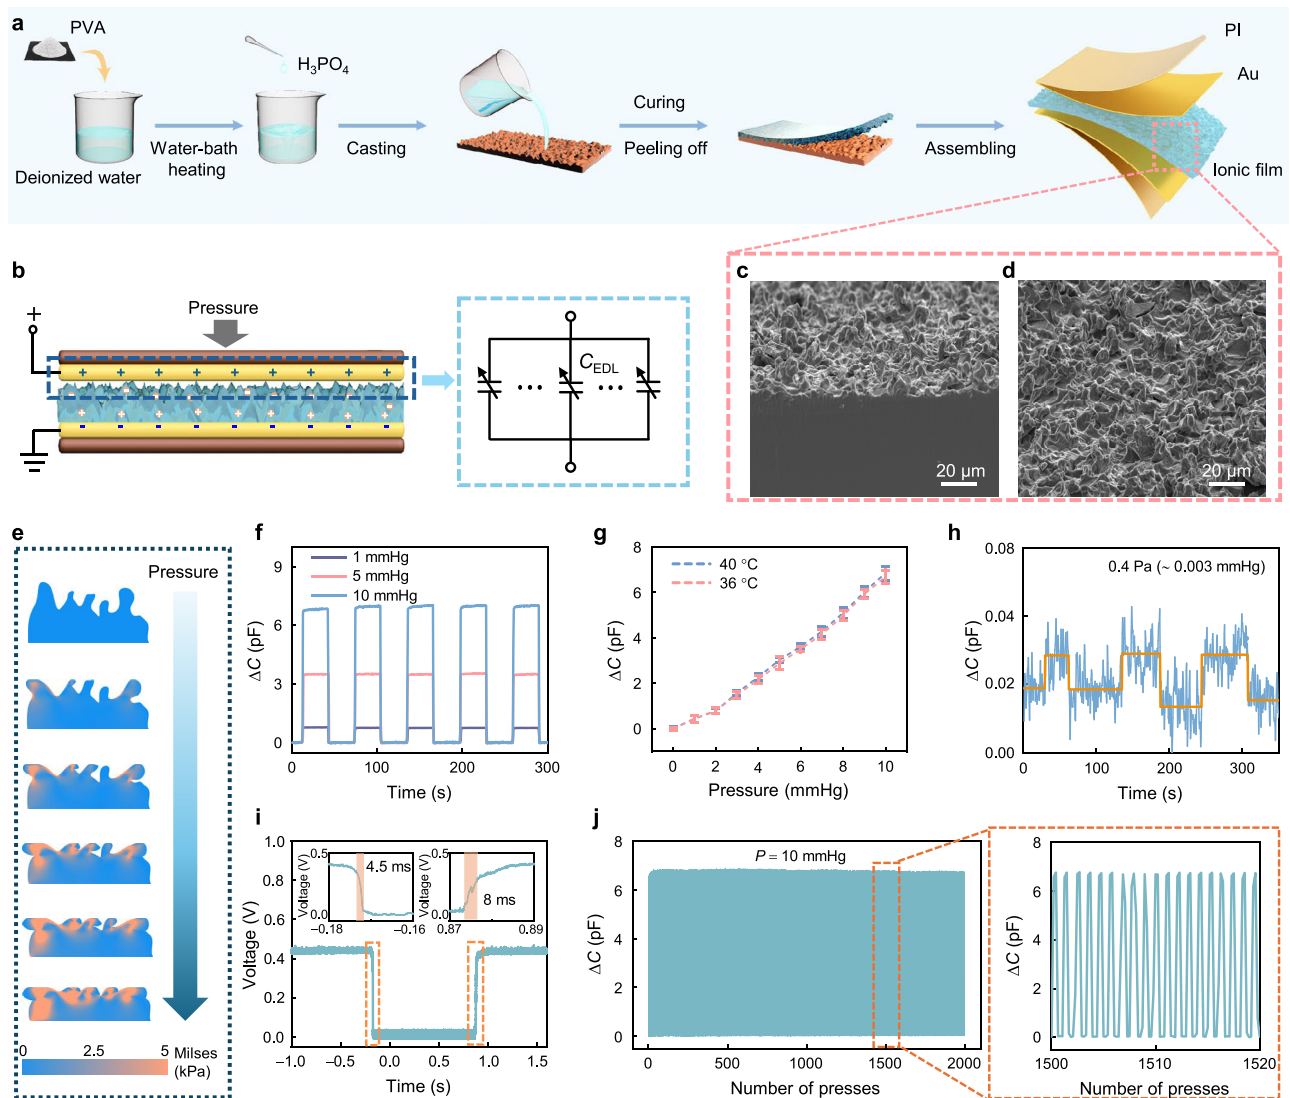 a
PVA
H3PO4
Deionized water
Water-bath
heating
Casting
Curing
Peeling off
Assembling
PI
Au
Ionic film
b
Pressure
+
+ + + + + + + + +
- - - - - - - -
CEDL
c
20 µm
d
20 µm
e
Pressure
0 2.5 5 Milses
(kPa)
f
1 mmHg
5 mmHg
10 mmHg
9
6
3
0
ΔC (pF)
0 100 200 300
Time (s)
g
40 °C
36 °C
8
6
4
2
0
ΔC (pF)
0 2 4 6 8 10
Pressure (mmHg)
h
0.4 Pa (~ 0.003 mmHg)
0.08
0.06
0.04
0.02
0.00
ΔC (pF)
0 100 200 300
Time (s)
i
1.0
0.8
0.6
0.4
0.2
0.0
Voltage (V)
0.5
0.0
Voltage (V)
4.5 ms
–0.18 –0.16
0.5
0.0
Voltage (V)
8 ms
0.87 0.89
–1.0 –0.5 0.0 0.5 1.0 1.5
Time (s)
j
P = 10 mmHg
8
6
4
2
0
ΔC (pF)
0 500 1000 1500 2000
Number of presses
8
6
4
2
0
ΔC (pF)
1500 1510 1520
Number of presses